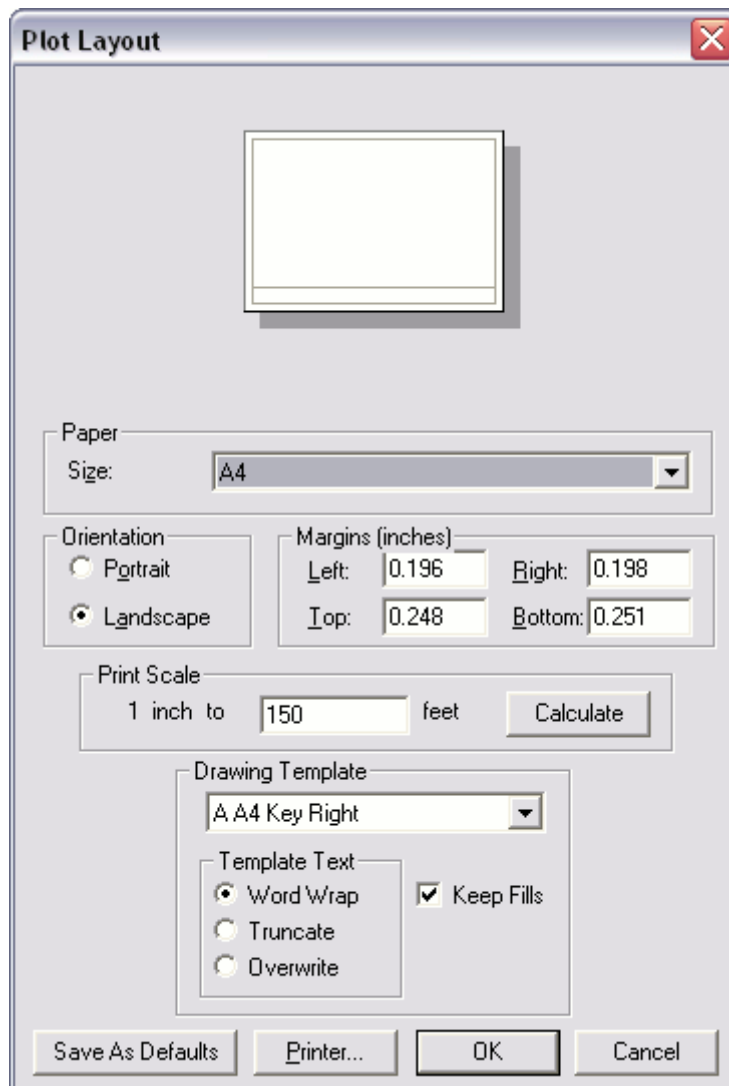 Plot Layout
Paper
Size: A4
Orientation
Margins (inches)
Portrait
Left: 0.196 Right: 0.198
Landscape
Top: 0.248 Bottom: 0.251
Print Scale
1 inch to 150 feet Calculate
Drawing Template
A A4 Key Right
Template Text
Word Wrap
Keep Fills
Truncate
Overwrite
Save As Defaults Printer... OK Cancel